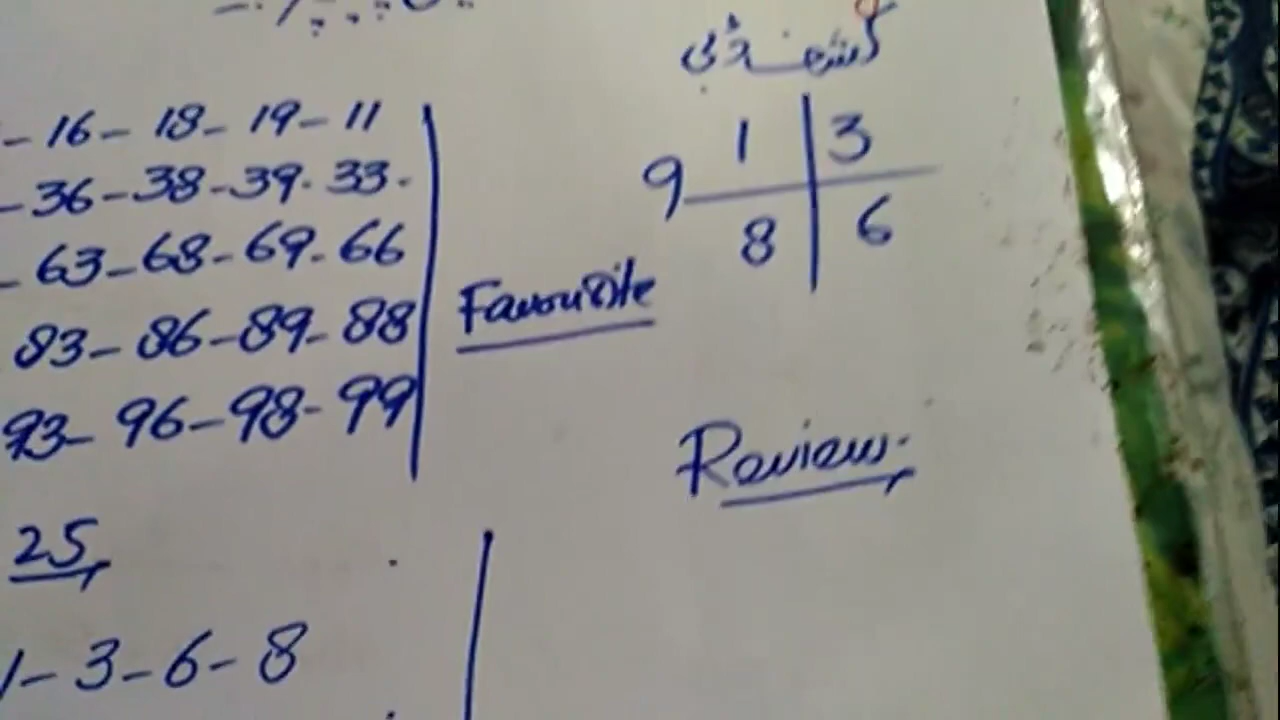 - 16 - 18 - 19 - 11
- 36 - 38 - 39 - 33 -
- 63 - 68 - 69 - 66
83 - 86 - 89 - 88
93 - 96 - 98 - 99
Favourite
1 3
9
8 6
Review.
25
1 - 3 - 6 - 8